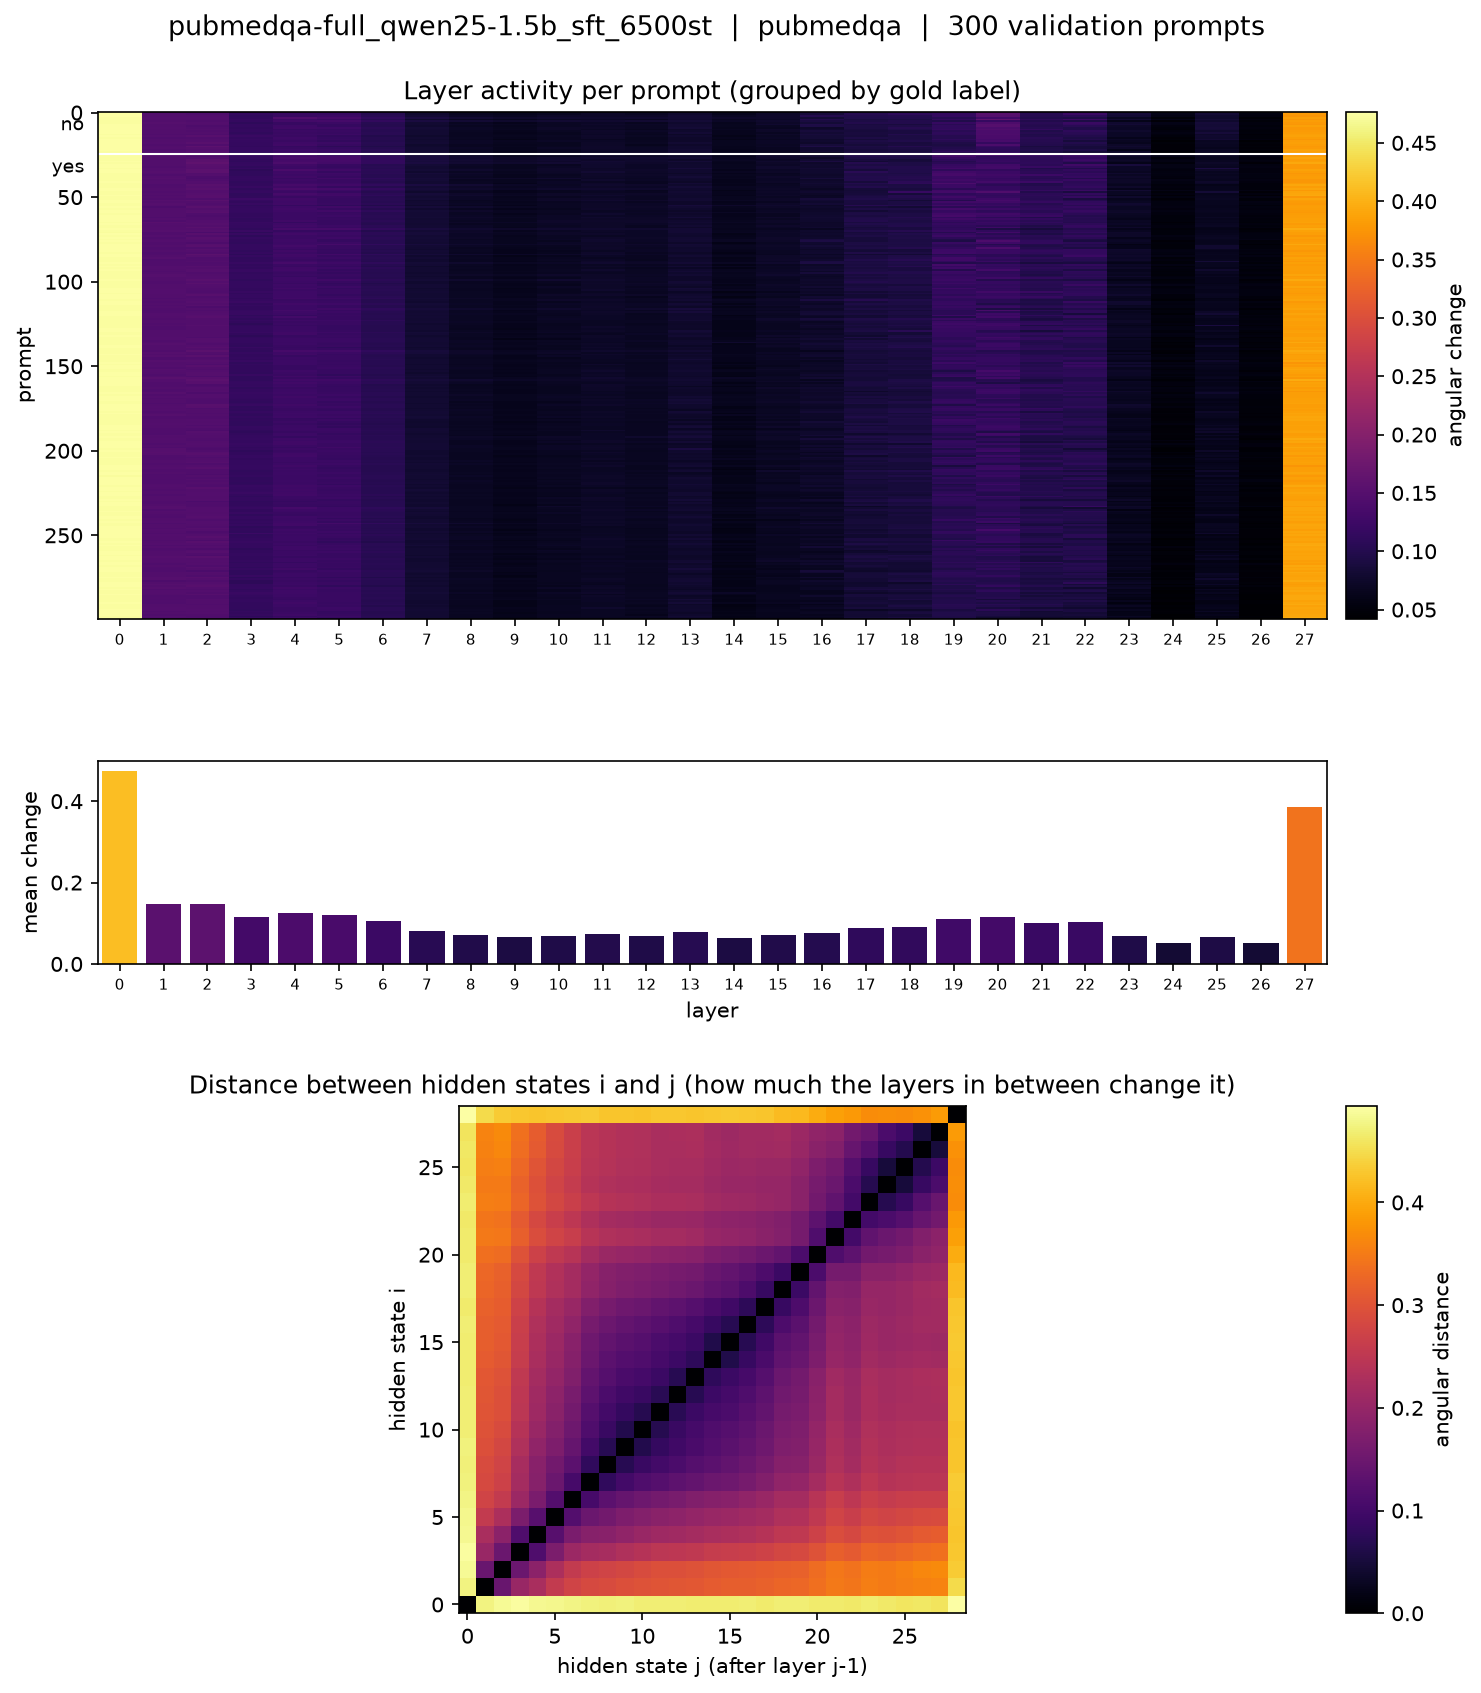 pubmedqa-full_qwen25-1.5b_sft_6500st | pubmedqa | 300 validation prompts
Layer activity per prompt (grouped by gold label)
0
no
yes
50
100
150
200
250
prompt
0 1 2 3 4 5 6 7 8 9 10 11 12 13 14 15 16 17 18 19 20 21 22 23 24 25 26 27
0.45
0.40
0.35
0.30
0.25
0.20
0.15
0.10
0.05
angular change
0.4
0.2
0.0
mean change
0 1 2 3 4 5 6 7 8 9 10 11 12 13 14 15 16 17 18 19 20 21 22 23 24 25 26 27
layer
Distance between hidden states i and j (how much the layers in between change it)
25
20
15
10
5
0
hidden state i
0 5 10 15 20 25
hidden state j (after layer j-1)
0.4
0.3
0.2
0.1
0.0
angular distance